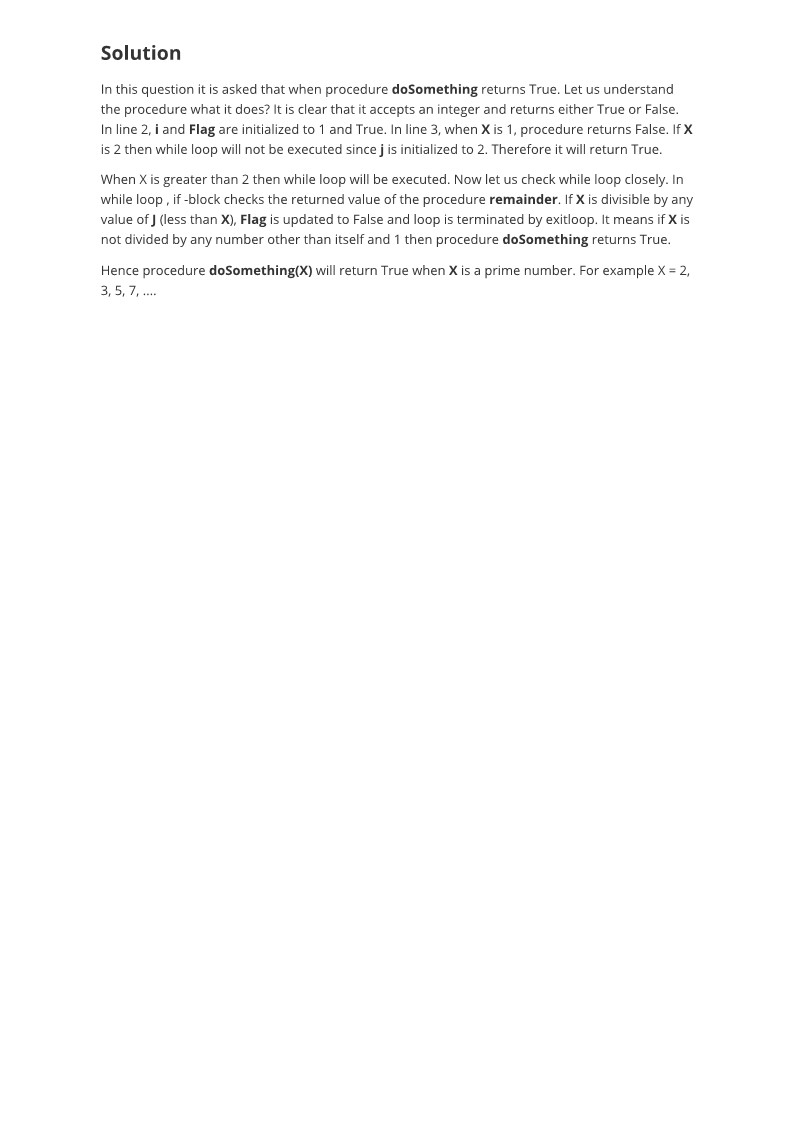 Solution
In this question it is asked that when procedure doSomething returns True. Let us understand
the procedure what it does? It is clear that it accepts an integer and returns either True or False.
In line 2, i and Flag are initialized to 1 and True. In line 3, when X is 1, procedure returns False. If X
is 2 then while loop will not be executed since j is initialized to 2. Therefore it will return True.
When X is greater than 2 then while loop will be executed. Now let us check while loop closely. In
while loop , if -block checks the returned value of the procedure remainder. If X is divisible by any
value of J (less than X), Flag is updated to False and loop is terminated by exitloop. It means if X is
not divided by any number other than itself and 1 then procedure doSomething returns True.
Hence procedure doSomething(X) will return True when X is a prime number. For example X = 2,
3, 5, 7, ....